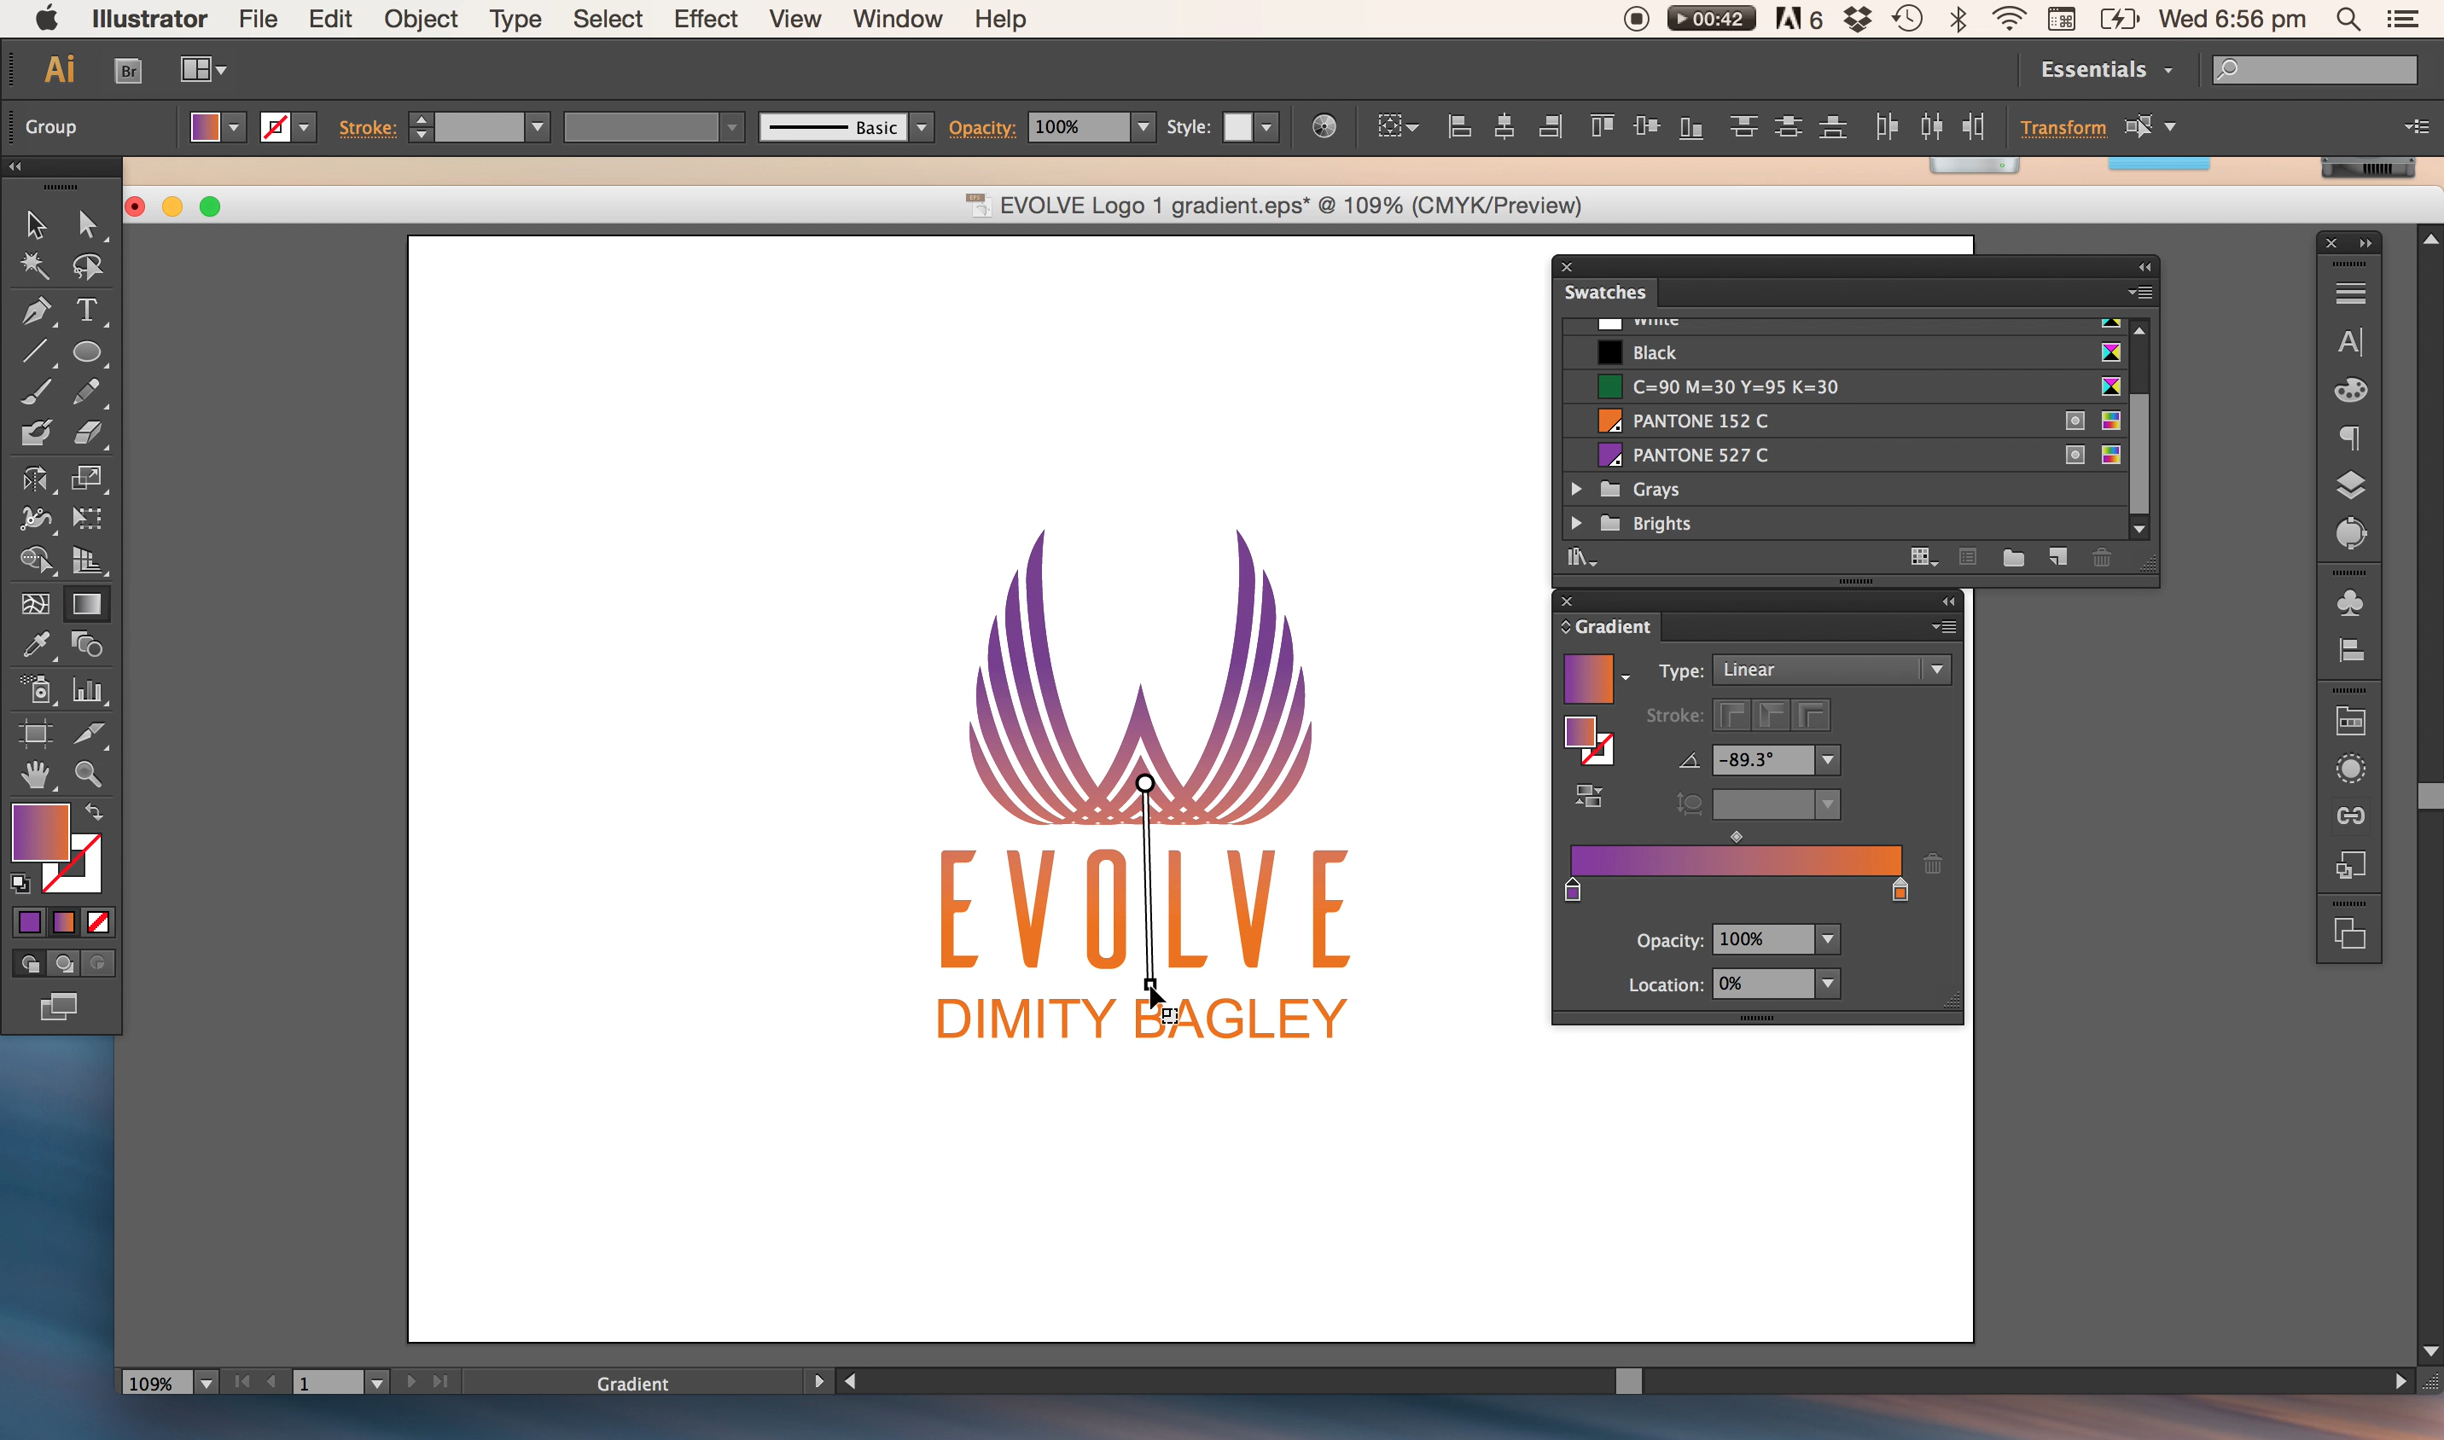 Illustrator File Edit Object Type Select Effect View Window Help 00:42 6 Wed 6:56 pm
Ai Br Essentials
Group Stroke: Basic Opacity: 100% Style: Transform
EVOLVE Logo 1 gradient.eps* @ 109% (CMYK/Preview)
Swatches
White
Black
C=90 M=30 Y=95 K=30
PANTONE 152 C
PANTONE 527 C
Grays
Brights
Gradient
Type: Linear
Stroke:
-89.3°
Opacity: 100%
Location: 0%
EVOLVE
DIMITY BAGLEY
109% 1 Gradient